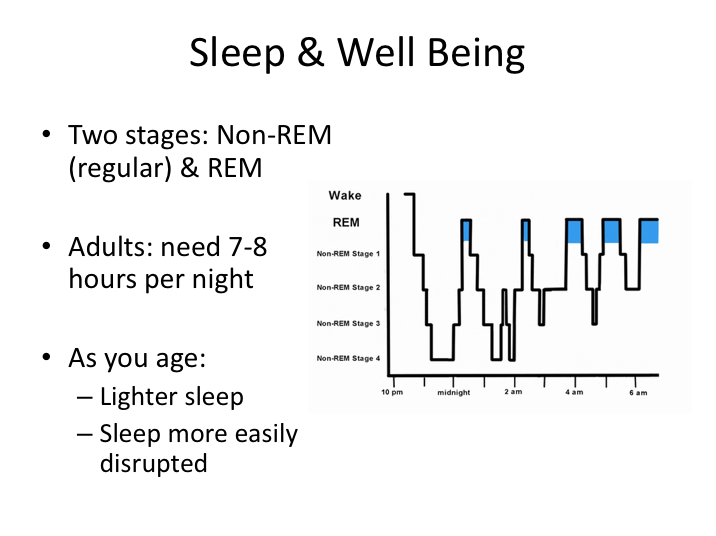 Sleep & Well Being
• Two stages: Non-REM
(regular) & REM
• Adults: need 7-8
hours per night
• As you age:
– Lighter sleep
– Sleep more easily
disrupted
Wake
REM
Non-REM Stage 1
Non-REM Stage 2
Non-REM Stage 3
Non-REM Stage 4
10 pm midnight 2 am 4 am 6 am